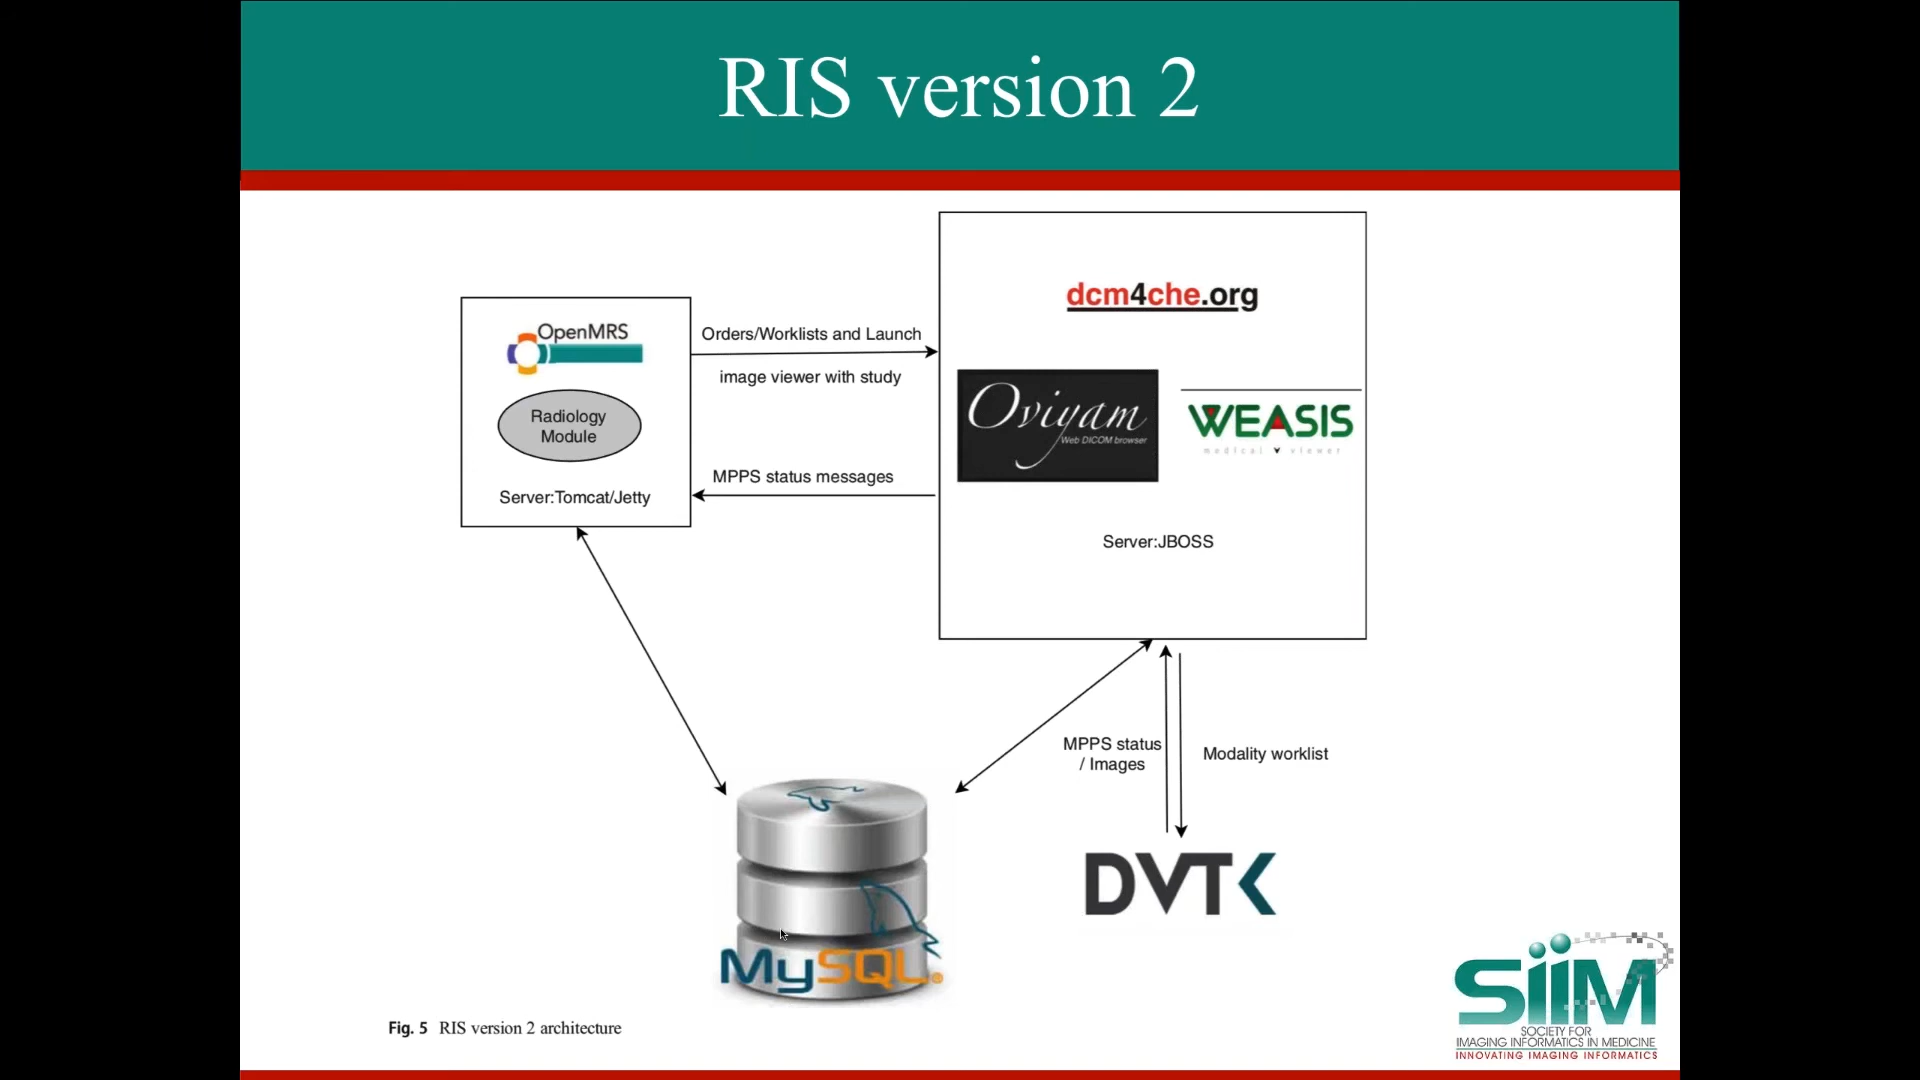 RIS version 2
dcm4che.org
OpenMRS
Orders/Worklists and Launch
image viewer with study
Radiology
Module
Oviyam
Web DICOM browser
WEASIS
medical viewer
MPPS status messages
Server:Tomcat/Jetty
Server:JBOSS
MPPS status
/ Images
Modality worklist
DVTK
MySQL
SIIM
SOCIETY FOR
IMAGING INFORMATICS IN MEDICINE
INNOVATING IMAGING INFORMATICS
Fig. 5 RIS version 2 architecture